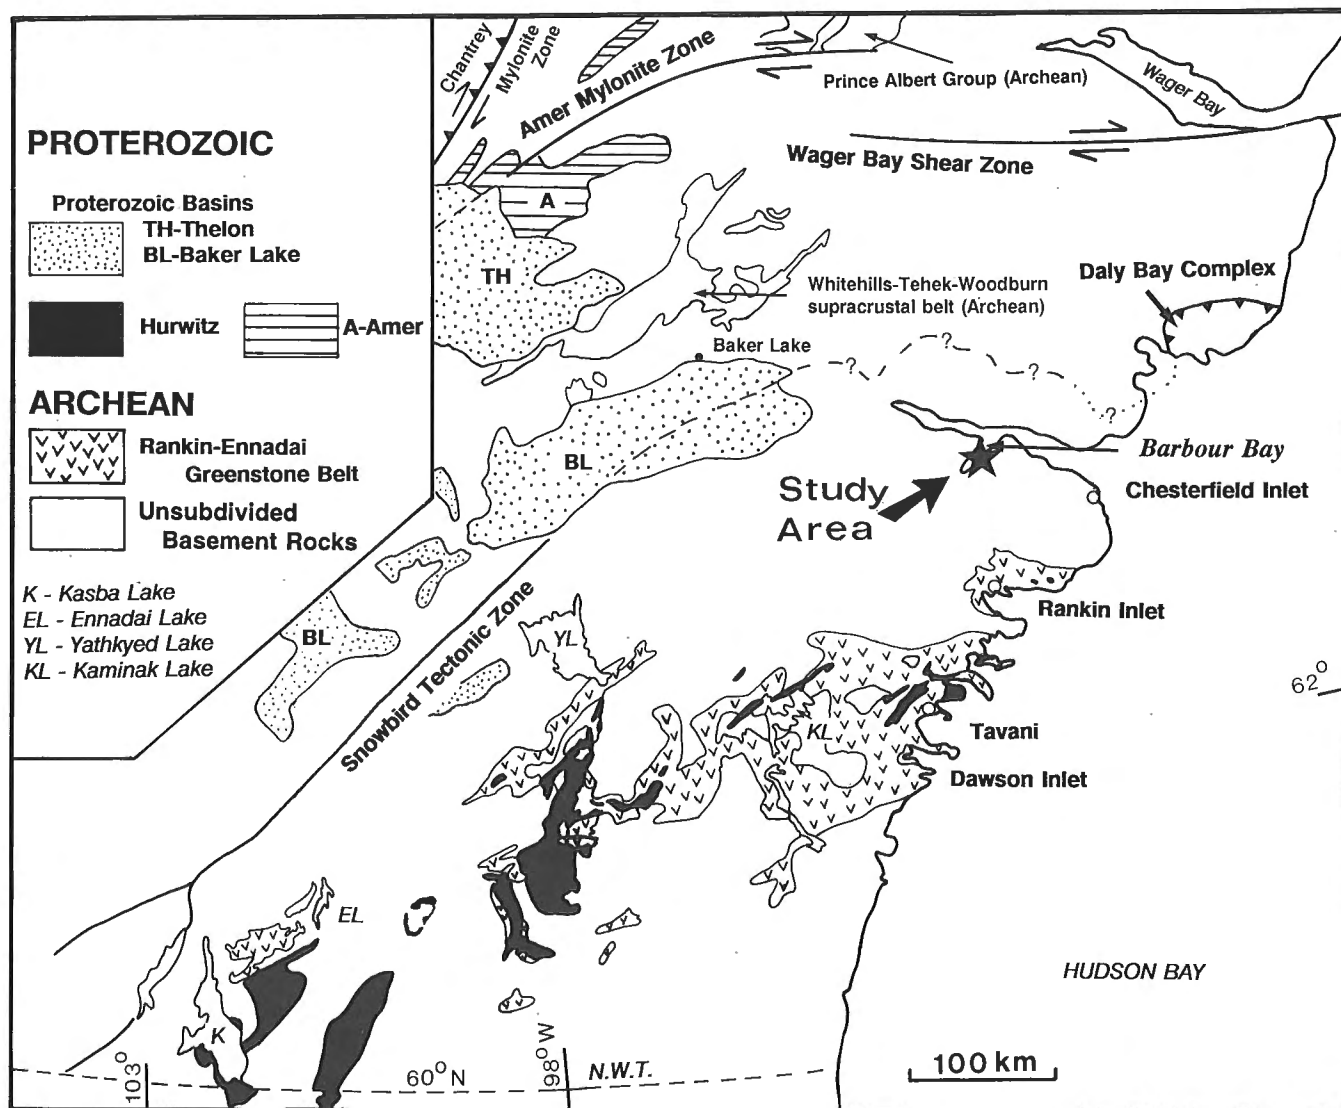 PROTEROZOIC
Proterozoic Basins
TH-Thelon
BL-Baker Lake
Hurwitz
A-Amer
ARCHEAN
Rankin-Ennadai
Greenstone Belt
Unsubdivided
Basement Rocks
K - Kasba Lake
EL - Ennadai Lake
YL - Yathkyed Lake
KL - Kaminak Lake
Chantrey
Mylonite
Zone
Amer Mylonite Zone
Prince Albert Group (Archean)
Wager Bay
Wager Bay Shear Zone
A
TH
Whitehills-Tehek-Woodburn
supracrustal belt (Archean)
Daly Bay Complex
Baker Lake
?
?
?
?
BL
Barbour Bay
Study
Area
Chesterfield Inlet
Rankin Inlet
BL
Snowbird Tectonic Zone
YL
62°
KL
Tavani
Dawson Inlet
EL
HUDSON BAY
K
103°
60°N
98°W
N.W.T.
100 km